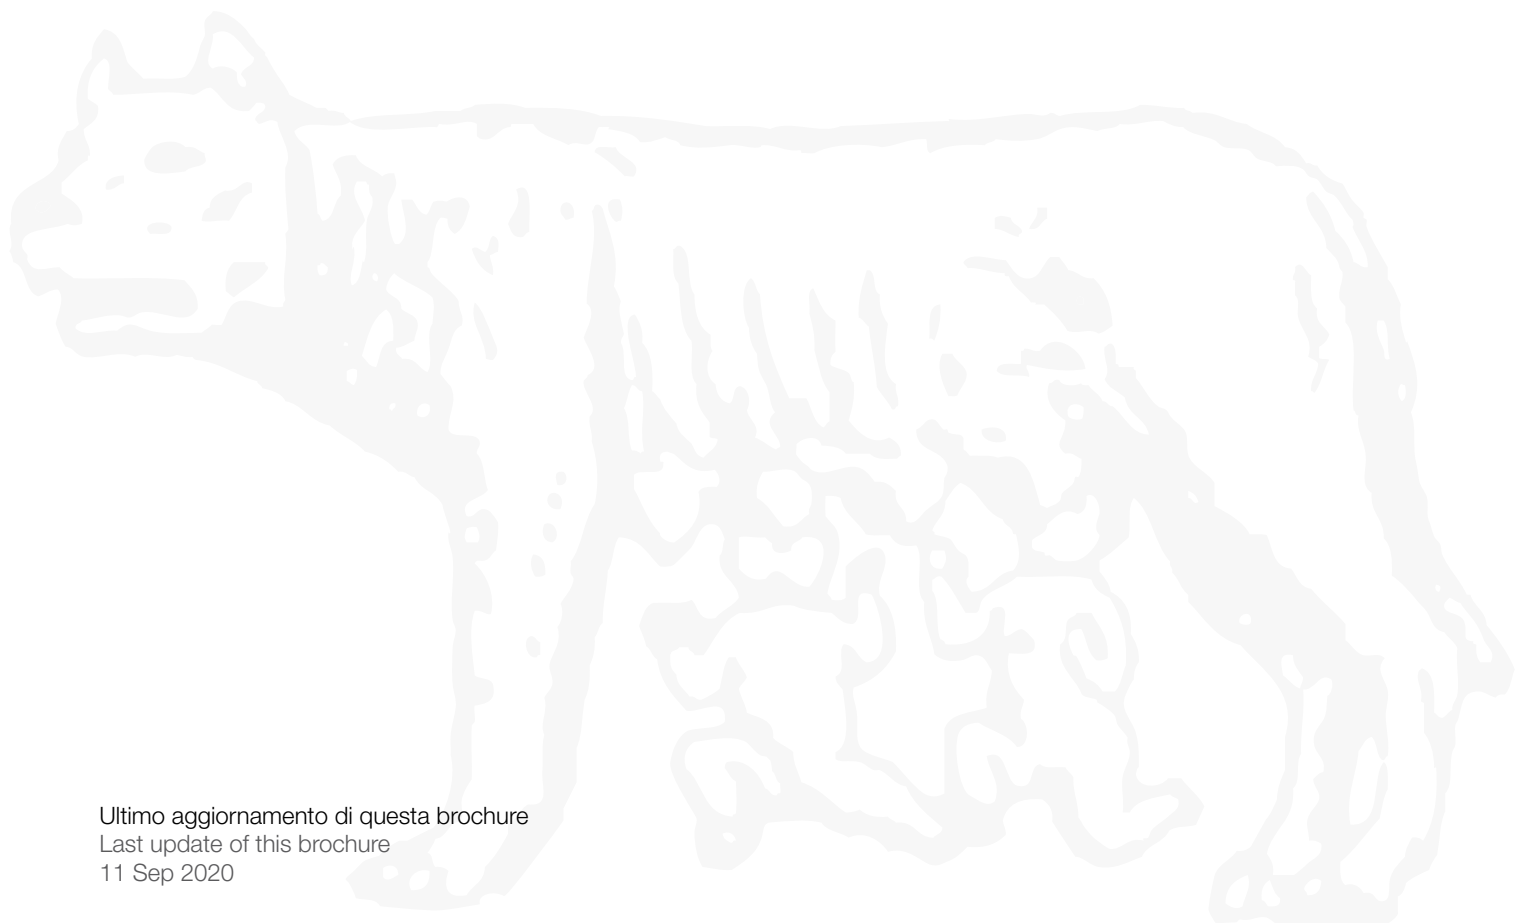 Ultimo aggiornamento di questa brochure
Last update of this brochure
11 Sep 2020